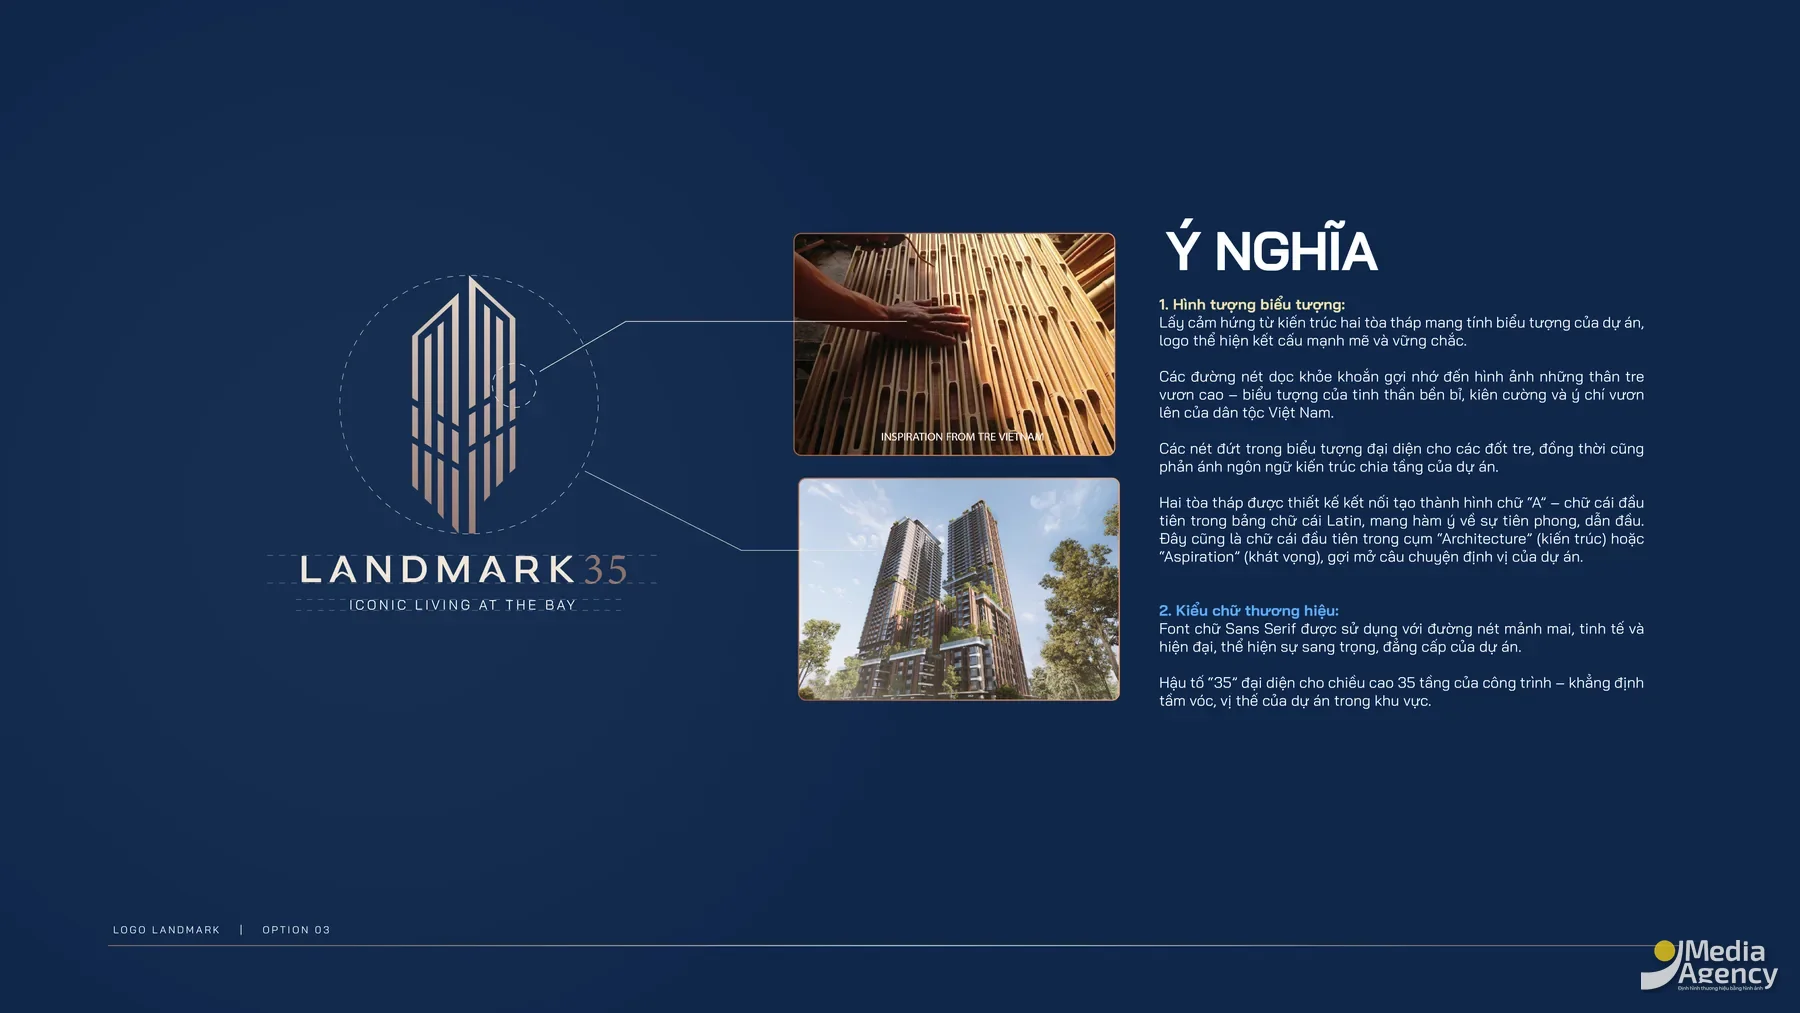 LANDMARK 35
ICONIC LIVING AT THE BAY
INSPIRATION FROM TRE VIETNAM
Ý NGHĨA
1. Hình tượng biểu tượng:
Lấy cảm hứng từ kiến trúc hai tòa tháp mang tính biểu tượng của dự án,
logo thể hiện kết cấu mạnh mẽ và vững chắc.
Các đường nét dọc khỏe khoắn gợi nhớ đến hình ảnh những thân tre
vươn cao – biểu tượng của tinh thần bền bỉ, kiên cường và ý chí vươn
lên của dân tộc Việt Nam.
Các nét đứt trong biểu tượng đại diện cho các đốt tre, đồng thời cũng
phản ánh ngôn ngữ kiến trúc chia tầng của dự án.
Hai tòa tháp được thiết kế kết nối tạo thành hình chữ “A” – chữ cái đầu
tiên trong bảng chữ cái Latin, mang hàm ý về sự tiên phong, dẫn đầu.
Đây cũng là chữ cái đầu tiên trong cụm “Architecture” (kiến trúc) hoặc
“Aspiration” (khát vọng), gợi mở câu chuyện định vị của dự án.
2. Kiểu chữ thương hiệu:
Font chữ Sans Serif được sử dụng với đường nét mảnh mai, tinh tế và
hiện đại, thể hiện sự sang trọng, đẳng cấp của dự án.
Hậu tố “35” đại diện cho chiều cao 35 tầng của công trình – khẳng định
tầm vóc, vị thế của dự án trong khu vực.
LOGO LANDMARK | OPTION 03
Media
Agency
Định hình thương hiệu bằng hình ảnh